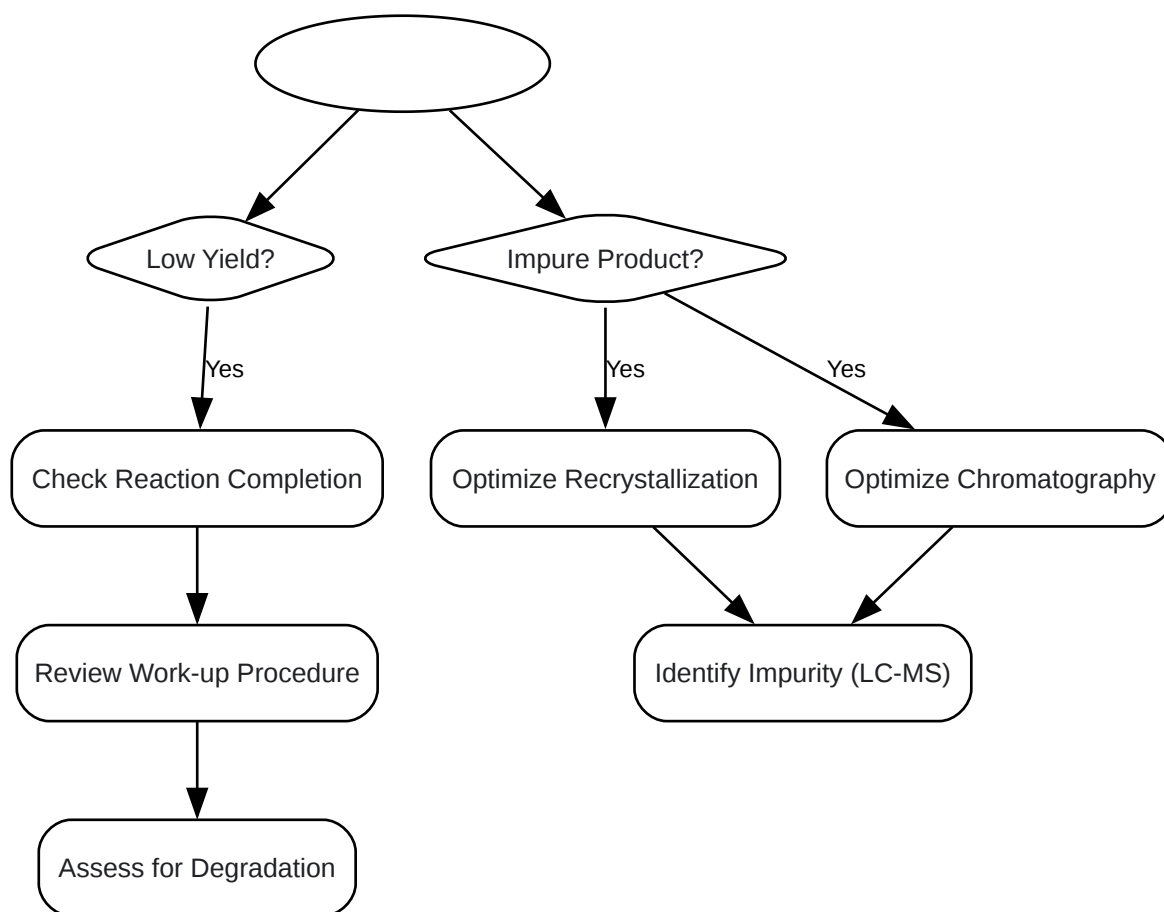 Low Yield?
Impure Product?
Yes
Yes
Yes
Check Reaction Completion
Optimize Recrystallization
Optimize Chromatography
Review Work-up Procedure
Identify Impurity (LC-MS)
Assess for Degradation